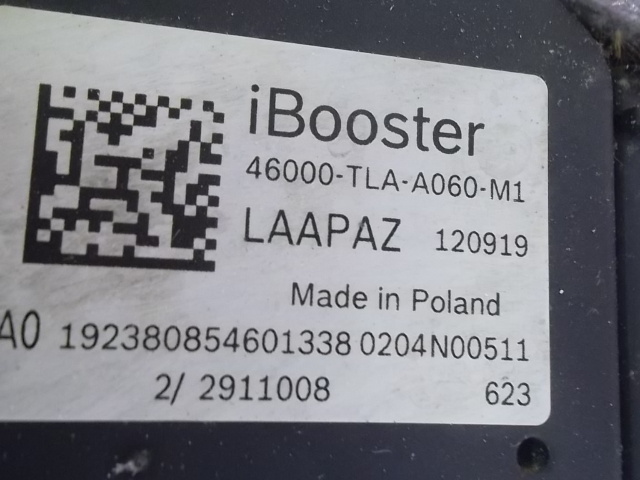 iBooster
46000-TLA-A060-M1
LAAPAZ 120919
Made in Poland
A0 192380854601338 0204N00511
2/ 2911008 623